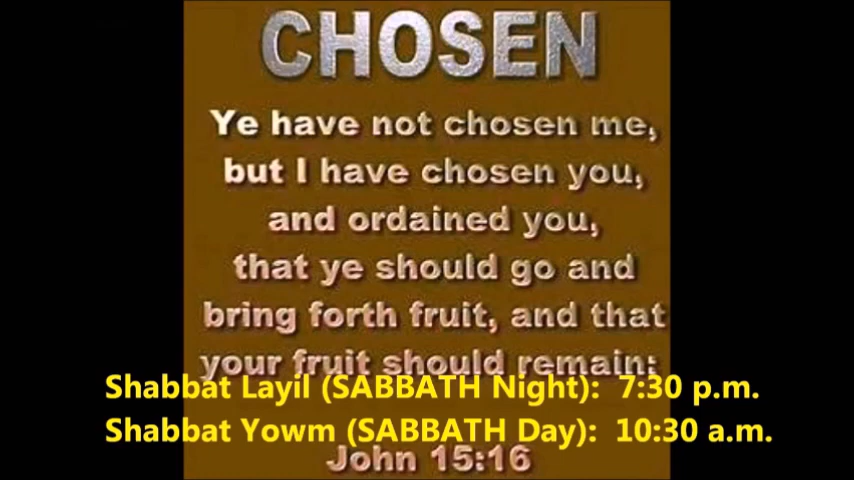 CHOSEN
Ye have not chosen me,
but I have chosen you,
and ordained you,
that ye should go and
bring forth fruit, and that
your fruit should remain:
Shabbat Layil (SABBATH Night):  7:30 p.m.
Shabbat Yowm (SABBATH Day):  10:30 a.m.
John 15:16